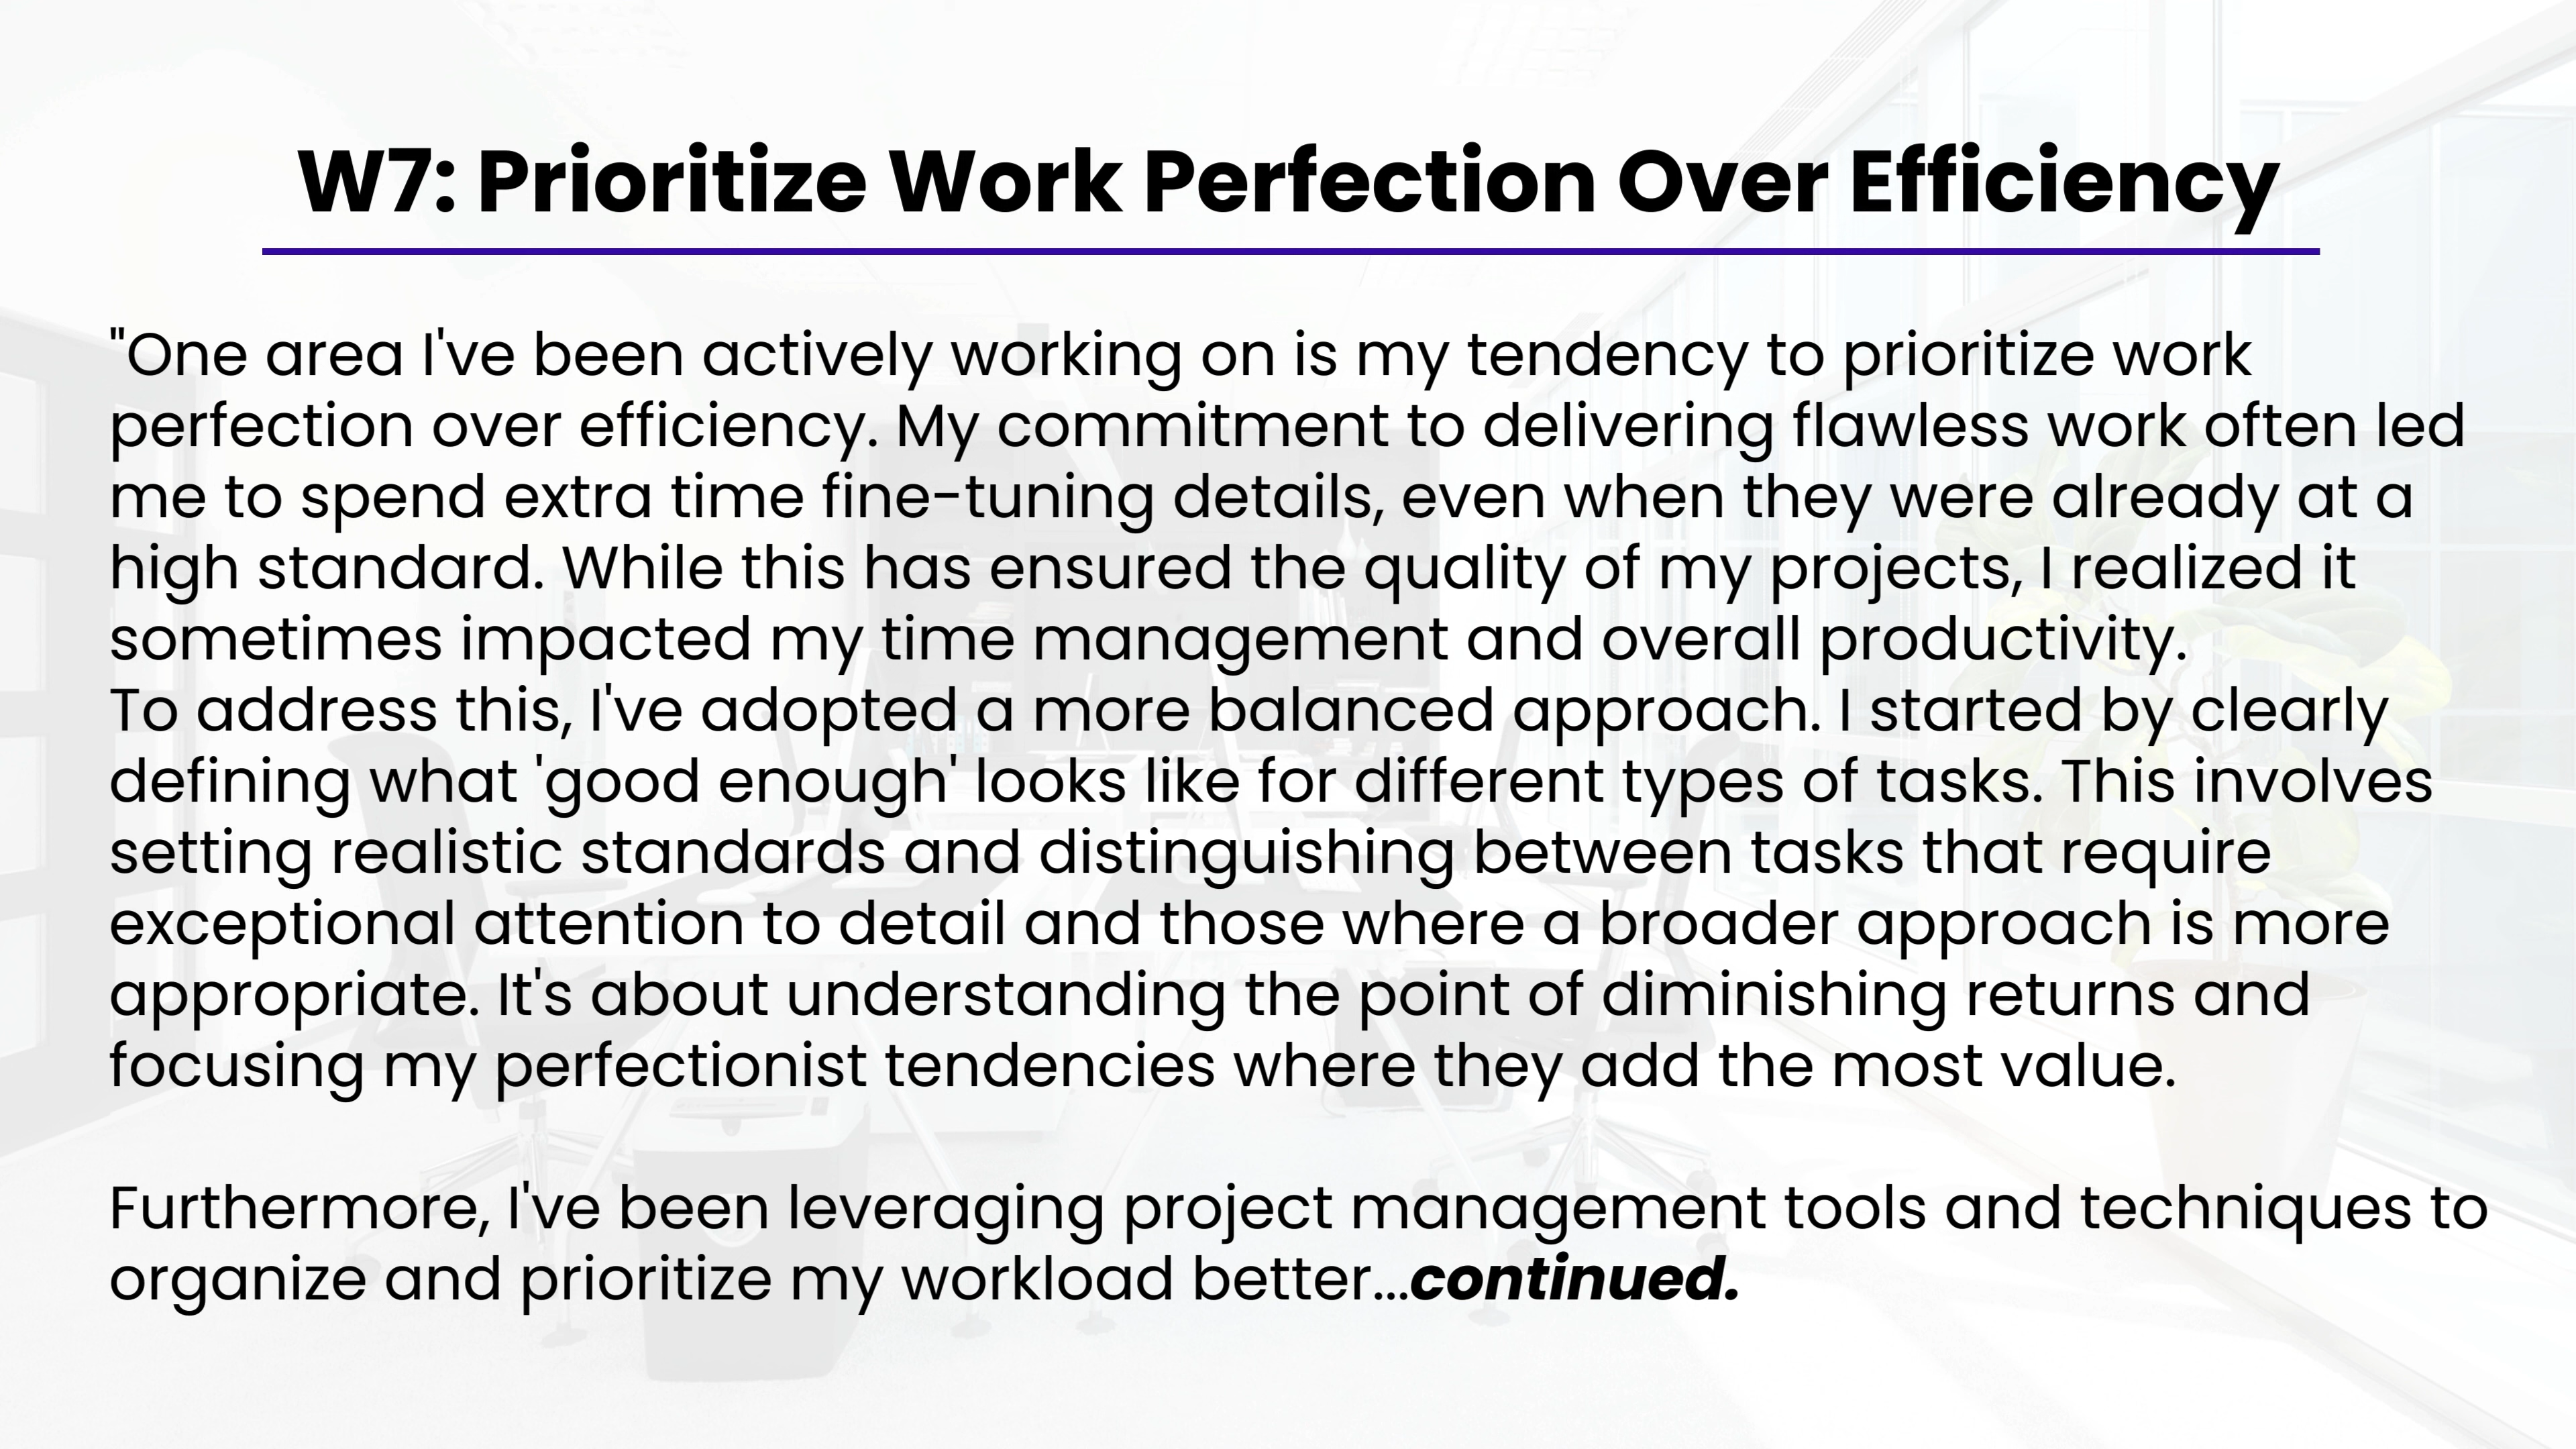 W7: Prioritize Work Perfection Over Efficiency
"One area I've been actively working on is my tendency to prioritize work
perfection over efficiency. My commitment to delivering flawless work often led
me to spend extra time fine-tuning details, even when they were already at a
high standard. While this has ensured the quality of my projects, I realized it
sometimes impacted my time management and overall productivity.
To address this, I've adopted a more balanced approach. I started by clearly
defining what 'good enough' looks like for different types of tasks. This involves
setting realistic standards and distinguishing between tasks that require
exceptional attention to detail and those where a broader approach is more
appropriate. It's about understanding the point of diminishing returns and
focusing my perfectionist tendencies where they add the most value.
Furthermore, I've been leveraging project management tools and techniques to
organize and prioritize my workload better...continued.